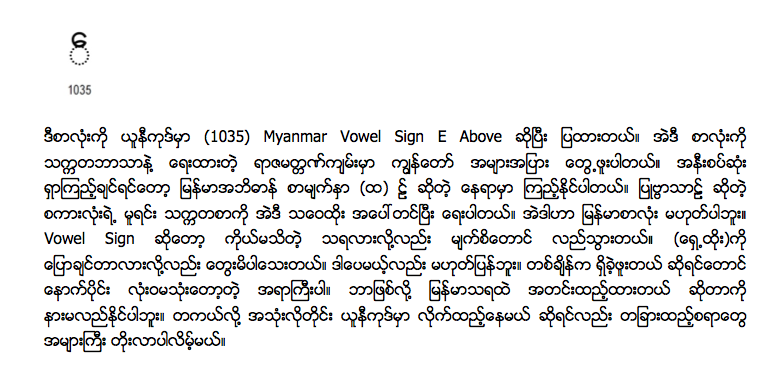 ဵ
1035
ဒီစာလုံးကို ယူနီကုဒ်မှာ (1035) Myanmar Vowel Sign E Above ဆိုပြီး ပြထားတယ်။ အဲဒီ စာလုံးကို
သက္ကတဘာသာနဲ့ ရေးထားတဲ့ ရာဇမတ္တဏ်ကျမ်းမှာ ကျွန်တော် အများအပြား တွေ့ဖူးပါတယ်။ အနီးစပ်ဆုံး
ရှာကြည့်ချင်ရင်တော့ မြန်မာအဘိဓာန် စာမျက်နှာ (ထ) ဠ် ဆိုတဲ့ နေရာမှာ ကြည့်နိုင်ပါတယ်။ ပြုဗ္ဗာသာဠ် ဆိုတဲ့
စကားလုံးရဲ့ မူရင်း သက္ကတစာကို အဲဒီ သဝေထိုး အပေါ်တင်ပြီး ရေးပါတယ်။ အဲဒါဟာ မြန်မာစာလုံး မဟုတ်ပါဘူး။
Vowel Sign ဆိုတော့ ကိုယ်မသိတဲ့ သရလားလို့လည်း မျက်စိတောင် လည်သွားတယ်။ (ရှေ့ထိုး)ကို
ပြောချင်တာလားလို့လည်း တွေးမိပါသေးတယ်။ ဒါပေမယ့်လည်း မဟုတ်ပြန်ဘူး။ တစ်ချိန်က ရှိခဲ့ဖူးတယ် ဆိုရင်တောင်
နောက်ပိုင်း လုံးဝမသုံးတော့တဲ့ အရာကြီးပါ။ ဘာဖြစ်လို့ မြန်မာသရထဲ အတင်းထည့်ထားတယ် ဆိုတာကို
နားမလည်နိုင်ပါဘူး။ တကယ်လို့ အသုံးလိုတိုင်း ယူနီကုဒ်မှာ လိုက်ထည့်နေမယ် ဆိုရင်လည်း တခြားထည့်စရာတွေ
အများကြီး တိုးလာပါလိမ့်မယ်။